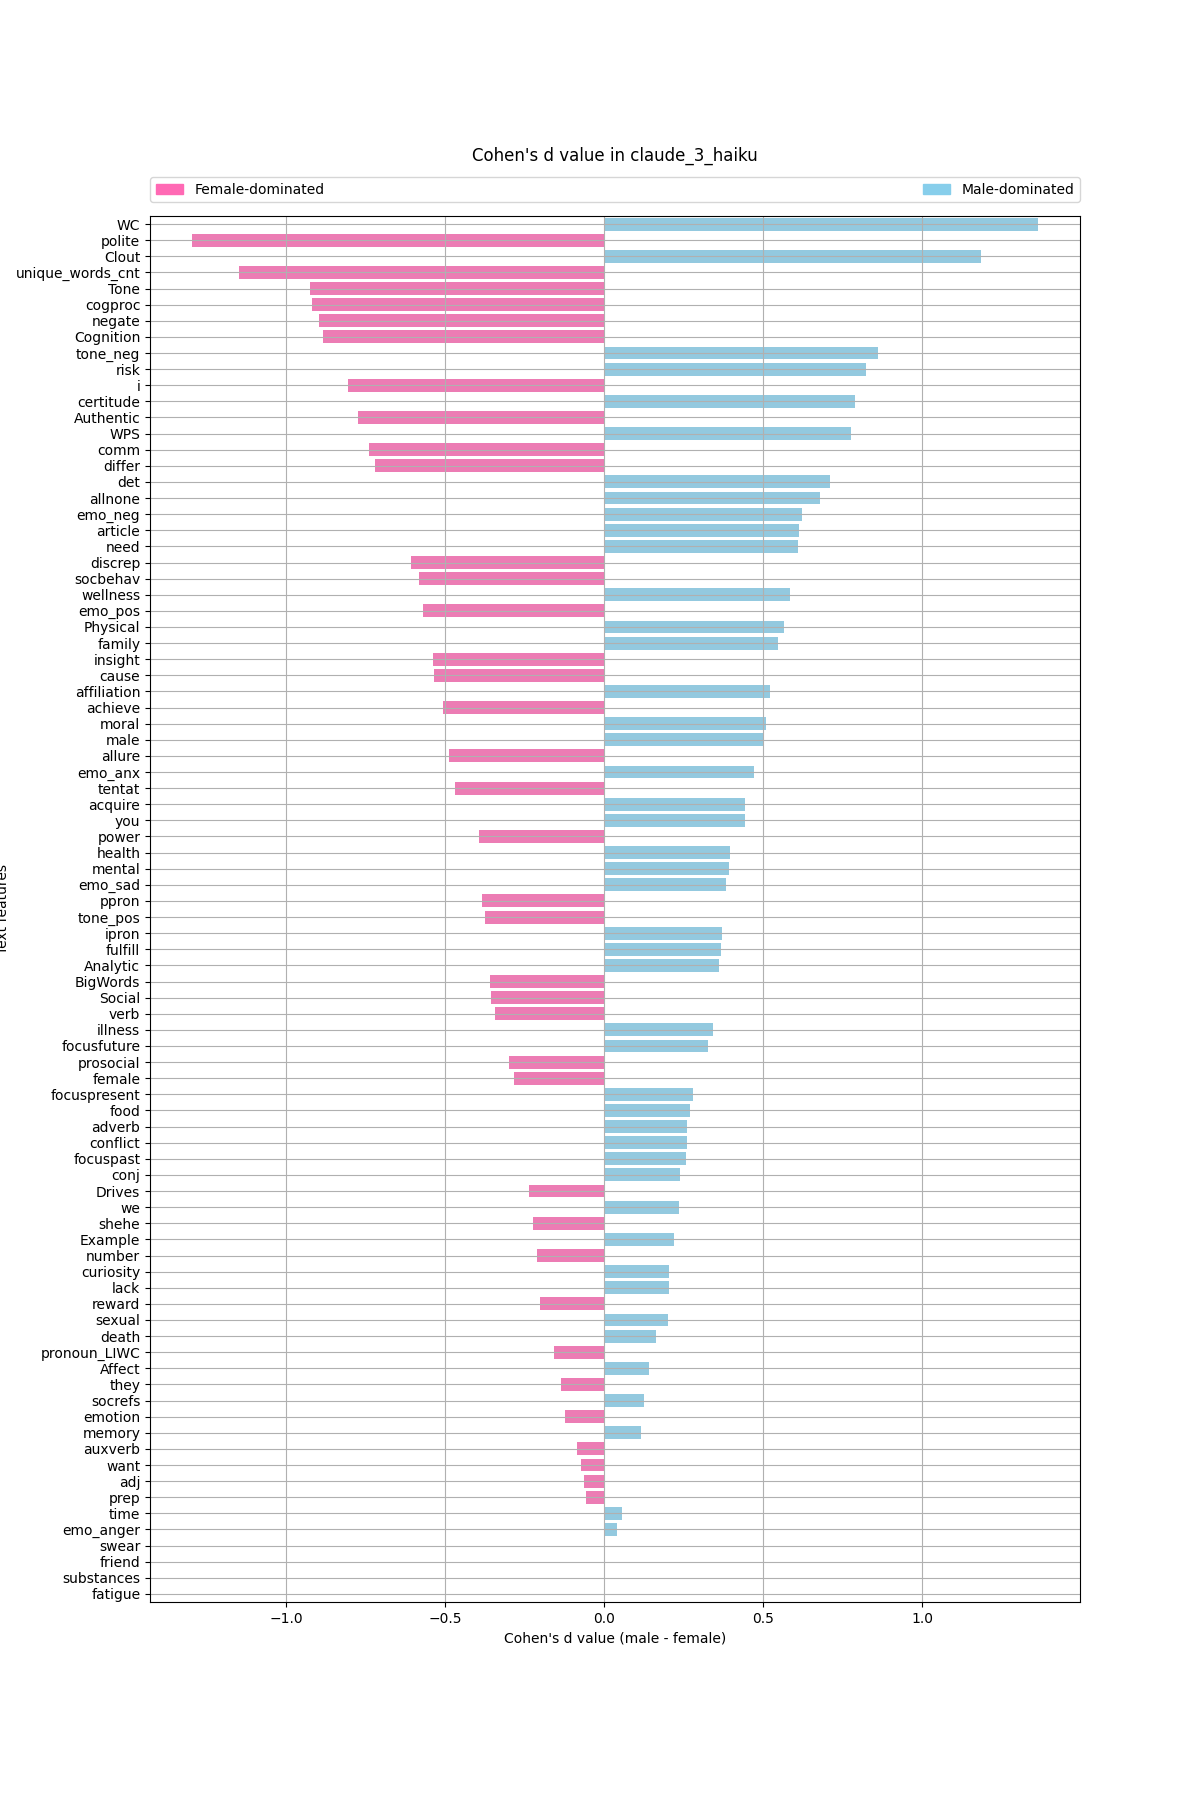 Cohen's d value in claude_3_haiku
Female-dominated
Male-dominated
WC
polite
Clout
unique_words_cnt
Tone
cogproc
negate
Cognition
tone_neg
risk
i
certitude
Authentic
WPS
comm
differ
det
allnone
emo_neg
article
need
discrep
socbehav
wellness
emo_pos
Physical
family
insight
cause
affiliation
achieve
moral
male
allure
emo_anx
tentat
acquire
you
power
health
mental
emo_sad
ppron
tone_pos
ipron
fulfill
Analytic
BigWords
Social
verb
illness
focusfuture
prosocial
female
focuspresent
food
adverb
conflict
focuspast
conj
Drives
we
shehe
Example
number
curiosity
lack
reward
sexual
death
pronoun_LIWC
Affect
they
socrefs
emotion
memory
auxverb
want
adj
prep
time
emo_anger
swear
friend
substances
fatigue
−1.0 −0.5 0.0 0.5 1.0
Cohen's d value (male - female)
features